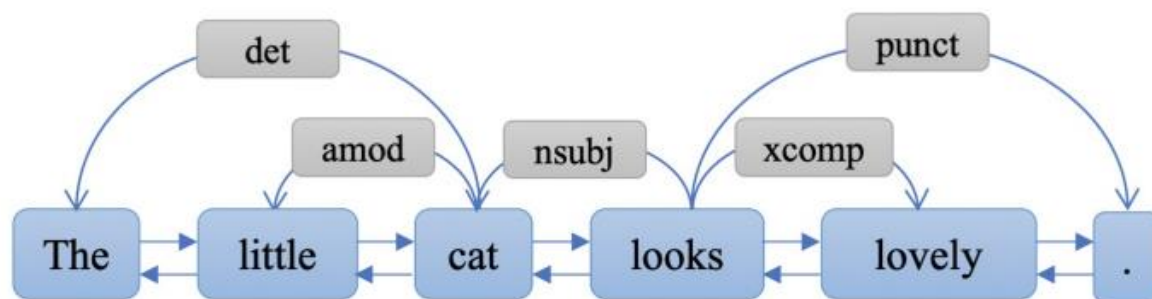 det punct
amod nsubj xcomp
The little cat looks lovely .